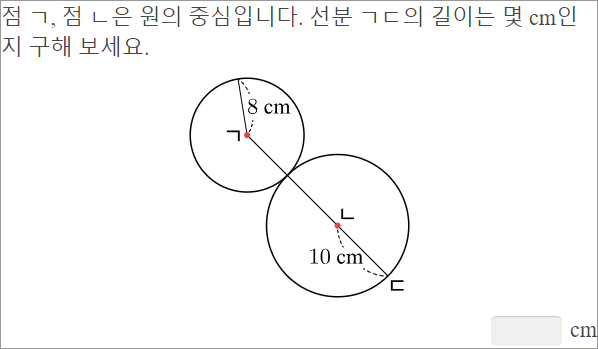 점 ㄱ, 점 ㄴ은 원의 중심입니다. 선분 ㄱㄷ의 길이는 몇 cm인
지 구해 보세요.
8 cm
ㄱ
ㄴ
10 cm
ㄷ
cm